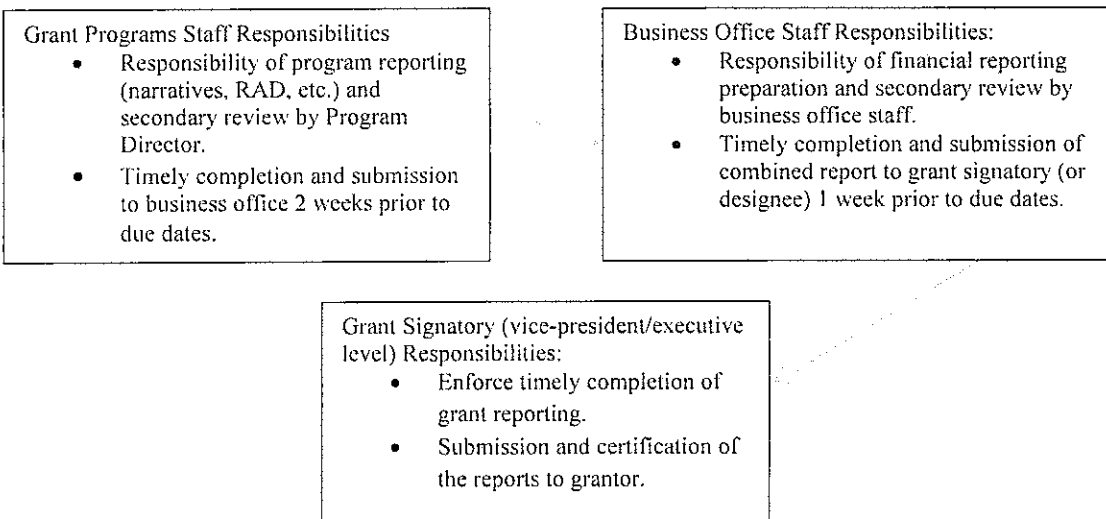 Grant Programs Staff Responsibilities
• Responsibility of program reporting
(narratives, RAD, etc.) and
secondary review by Program
Director.
• Timely completion and submission
to business office 2 weeks prior to
due dates.
Business Office Staff Responsibilities:
• Responsibility of financial reporting
preparation and secondary review by
business office staff.
• Timely completion and submission of
combined report to grant signatory (or
designee) 1 week prior to due dates.
Grant Signatory (vice-president/executive
level) Responsibilities:
• Enforce timely completion of
grant reporting.
• Submission and certification of
the reports to grantor.